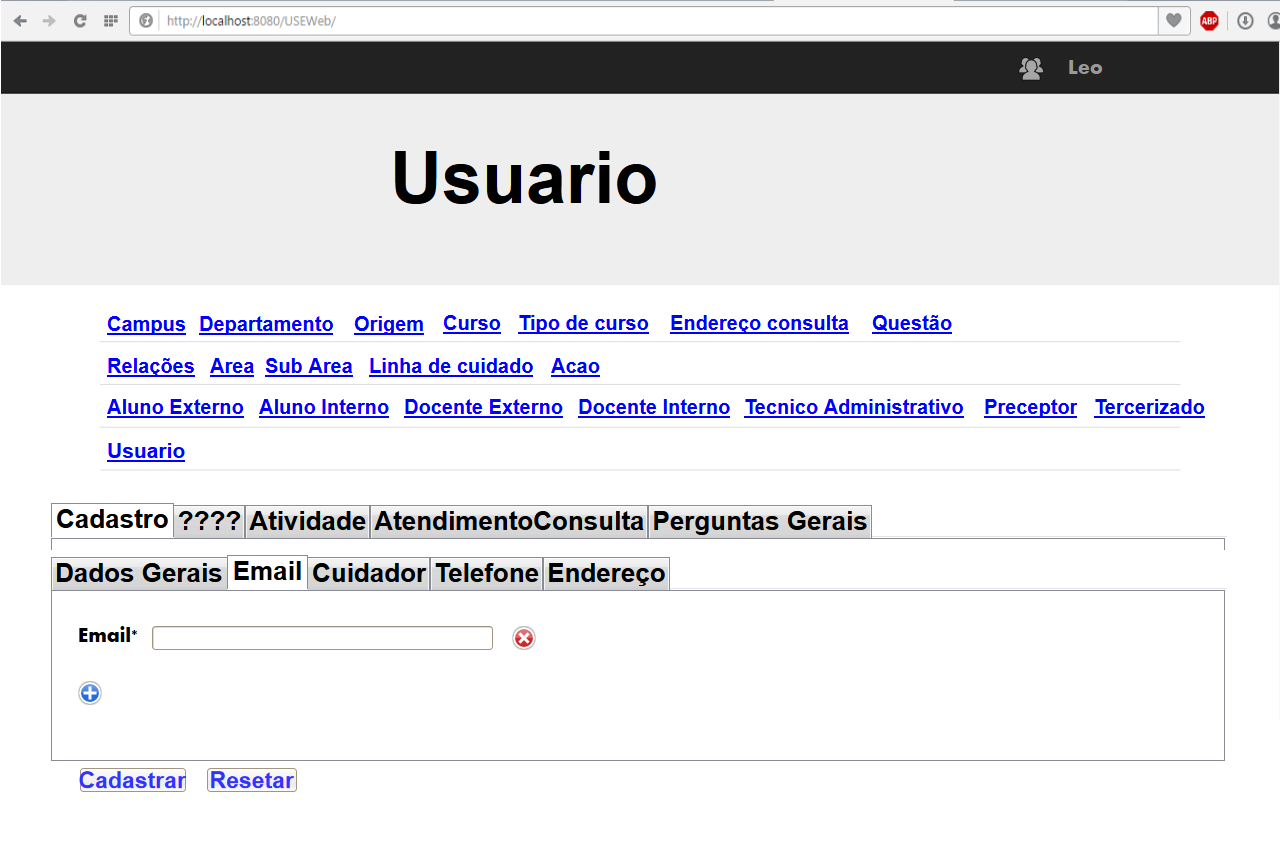 http://localhost:8080/USEWeb/
ABP
Leo
Usuario
Campus Departamento Origem Curso Tipo de curso Endereço consulta Questão
Relações Area Sub Area Linha de cuidado Acao
Aluno Externo Aluno Interno Docente Externo Docente Interno Tecnico Administrativo Preceptor Tercerizado
Usuario
Cadastro ???? Atividade AtendimentoConsulta Perguntas Gerais
Dados Gerais Email Cuidador Telefone Endereço
Email*
Cadastrar Resetar